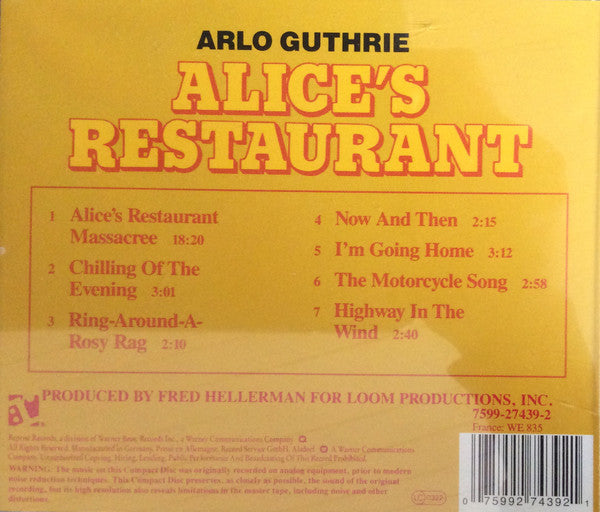 ARLO GUTHRIE
ALICE'S
RESTAURANT
1 Alice's Restaurant
Massacree 18:20
2 Chilling Of The
Evening 3:01
3 Ring-Around-A-
Rosy Rag 2:10
4 Now And Then 2:15
5 I'm Going Home 3:12
6 The Motorcycle Song 2:58
7 Highway In The
Wind 2:40
PRODUCED BY FRED HELLERMAN FOR LOOM PRODUCTIONS, INC.
7599-27439-2
France: WE 835
Reprise Records, a division of Warner Bros. Records Inc., a Warner Communications Company
All Rights Reserved. Manufactured in Germany. Pressé en Allemagne. Record Service GmbH, Alsdorf. A Warner Communications
Company. Unauthorized Copying, Hiring, Lending, Public Performance And Broadcasting Of This Record Prohibited.
WARNING: The music on this Compact Disc was originally recorded on analog equipment, prior to modern
noise reduction techniques. This Compact Disc preserves, as closely as possible, the sound of the original
recording, but its high resolution also reveals limitations in the master tape, including noise and other
distortions.
LC 0322
0 75992 74392 1